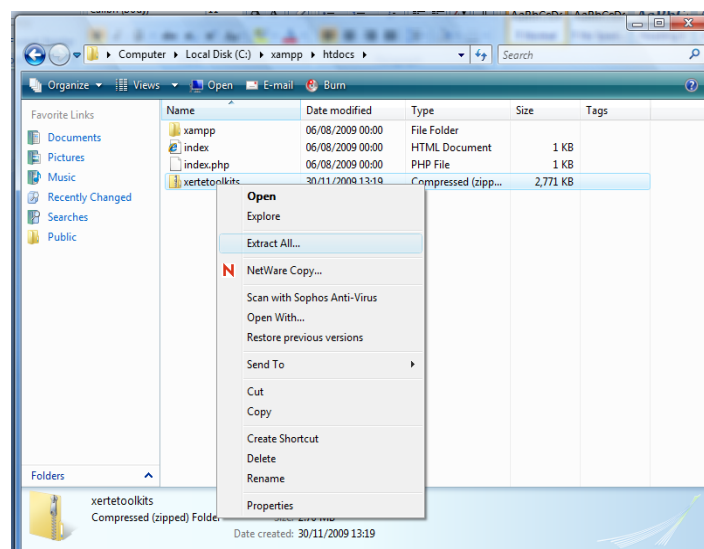 Computer ▸ Local Disk (C:) ▸ xampp ▸ htdocs ▸
Search
Organize Views Open E-mail Burn
Favorite Links
Documents
Pictures
Music
Recently Changed
Searches
Public
Folders
Name Date modified Type Size Tags
xampp 06/08/2009 00:00 File Folder
index 06/08/2009 00:00 HTML Document 1 KB
index.php 06/08/2009 00:00 PHP File 1 KB
xertetoolkits 30/11/2009 13:19 Compressed (zipp... 2,771 KB
Open
Explore
Extract All...
N NetWare Copy...
Scan with Sophos Anti-Virus
Open With...
Restore previous versions
Send To
Cut
Copy
Create Shortcut
Delete
Rename
Properties
xertetoolkits
Compressed (zipped) Folder
Date created: 30/11/2009 13:19